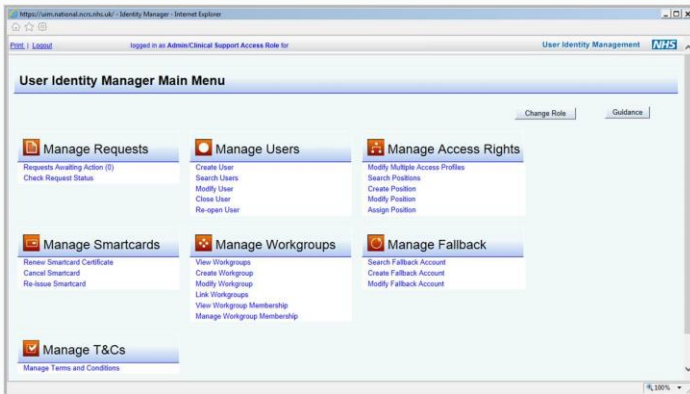 https://uim.national.ncrs.nhs.uk/ - Identity Manager - Internet Explorer
Print | Logout logged in as Admin/Clinical Support Access Role for User Identity Management NHS
User Identity Manager Main Menu
Change Role Guidance
Manage Requests
Requests Awaiting Action (0)
Check Request Status
Manage Users
Create User
Search Users
Modify User
Close User
Re-open User
Manage Access Rights
Modify Multiple Access Profiles
Search Positions
Create Position
Modify Position
Assign Position
Manage Smartcards
Renew Smartcard Certificate
Cancel Smartcard
Re-issue Smartcard
Manage Workgroups
View Workgroups
Create Workgroup
Modify Workgroup
Link Workgroups
View Workgroup Membership
Manage Workgroup Membership
Manage Fallback
Search Fallback Account
Create Fallback Account
Modify Fallback Account
Manage T&Cs
Manage Terms and Conditions
100%